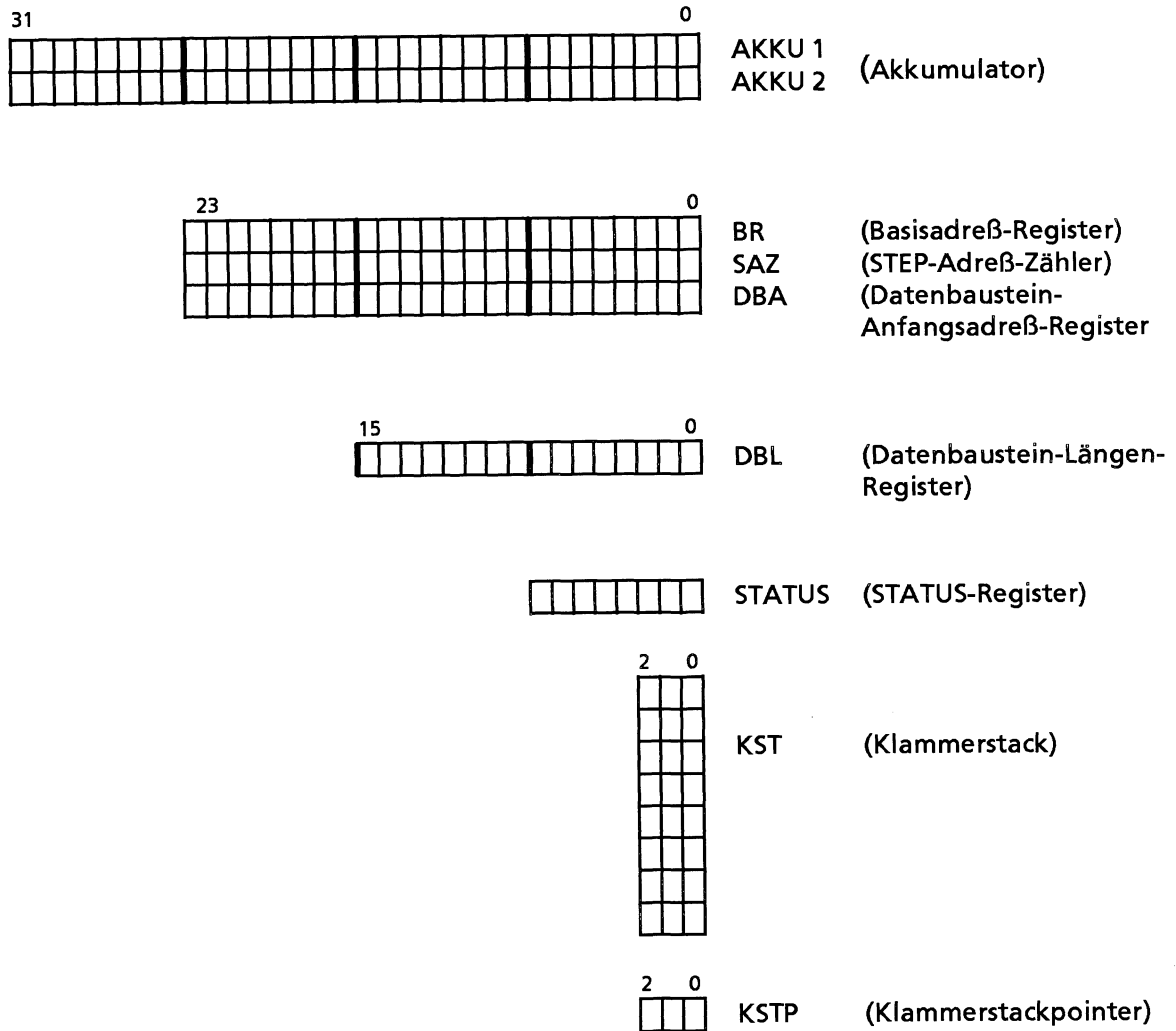 31 0
AKKU 1
AKKU 2 (Akkumulator)
23 0
BR (Basisadreß-Register)
SAZ (STEP-Adreß-Zähler)
DBA (Datenbaustein-
Anfangsadreß-Register
15 0
DBL (Datenbaustein-Längen-
Register)
STATUS (STATUS-Register)
2 0
KST (Klammerstack)
2 0
KSTP (Klammerstackpointer)